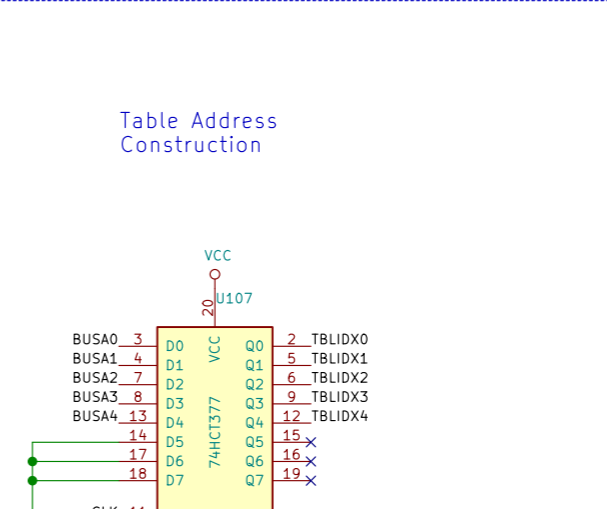 Table Address
Construction
VCC
20
U107
BUSA0 3 D0 VCC Q0 2 TBLIDX0
BUSA1 4 D1 Q1 5 TBLIDX1
BUSA2 7 D2 Q2 6 TBLIDX2
BUSA3 8 D3 Q3 9 TBLIDX3
BUSA4 13 D4 74HCT377 Q4 12 TBLIDX4
14 D5 Q5 15
17 D6 Q6 16
18 D7 Q7 19